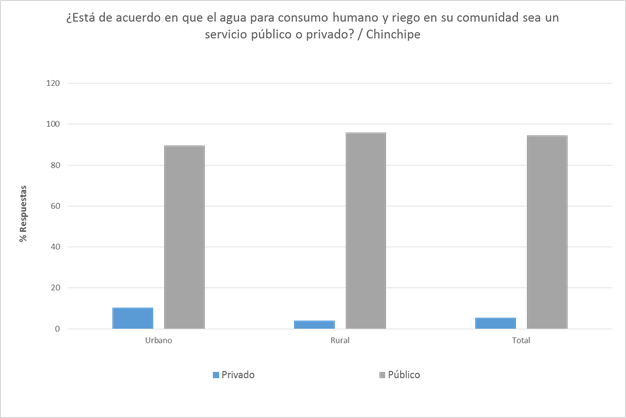 ¿Está de acuerdo en que el agua para consumo humano y riego en su comunidad sea un
servicio público o privado? / Chinchipe
120
100
80
60
40
20
0
% Respuestas
Urbano
Rural
Total
Privado
Público